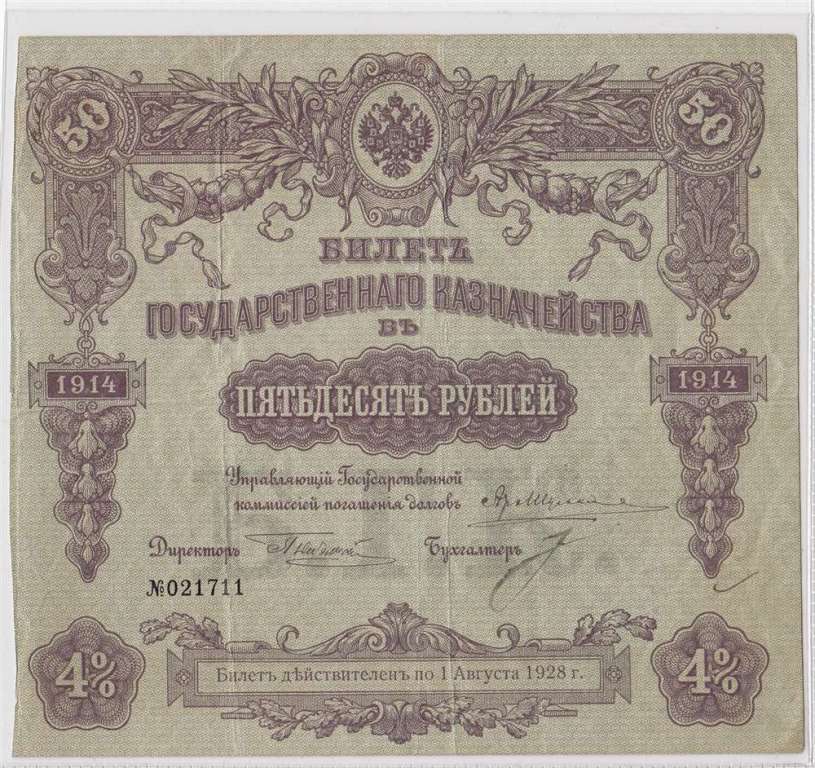 50 50
БИЛЕТЪ
ГОСУДАРСТВЕННАГО КАЗНАЧЕЙСТВА
ВЪ
1914 1914
ПЯТЬДЕСЯТЪ РУБЛЕЙ
Управляющій Государственной
коммиссіей погашенія долговъ
Директоръ Бухгалтеръ
№021711
4% 4%
Билетъ дѣйствителенъ по 1 Августа 1928 г.